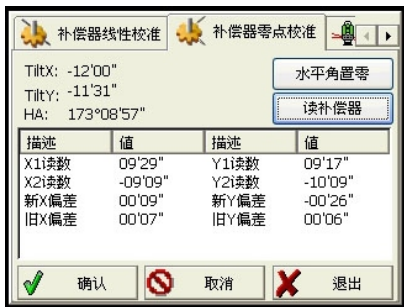 补偿器线性校准 补偿器零点校准
TiltX: -12'00"
TiltY: -11'31"
HA: 173°08'57"
水平角置零
读补偿器
描述 值 描述 值
X1读数 09'29" Y1读数 09'17"
X2读数 -09'09" Y2读数 -10'09"
新X偏差 00'09" 新Y偏差 -00'26"
旧X偏差 00'07" 旧Y偏差 00'06"
确认 取消 退出